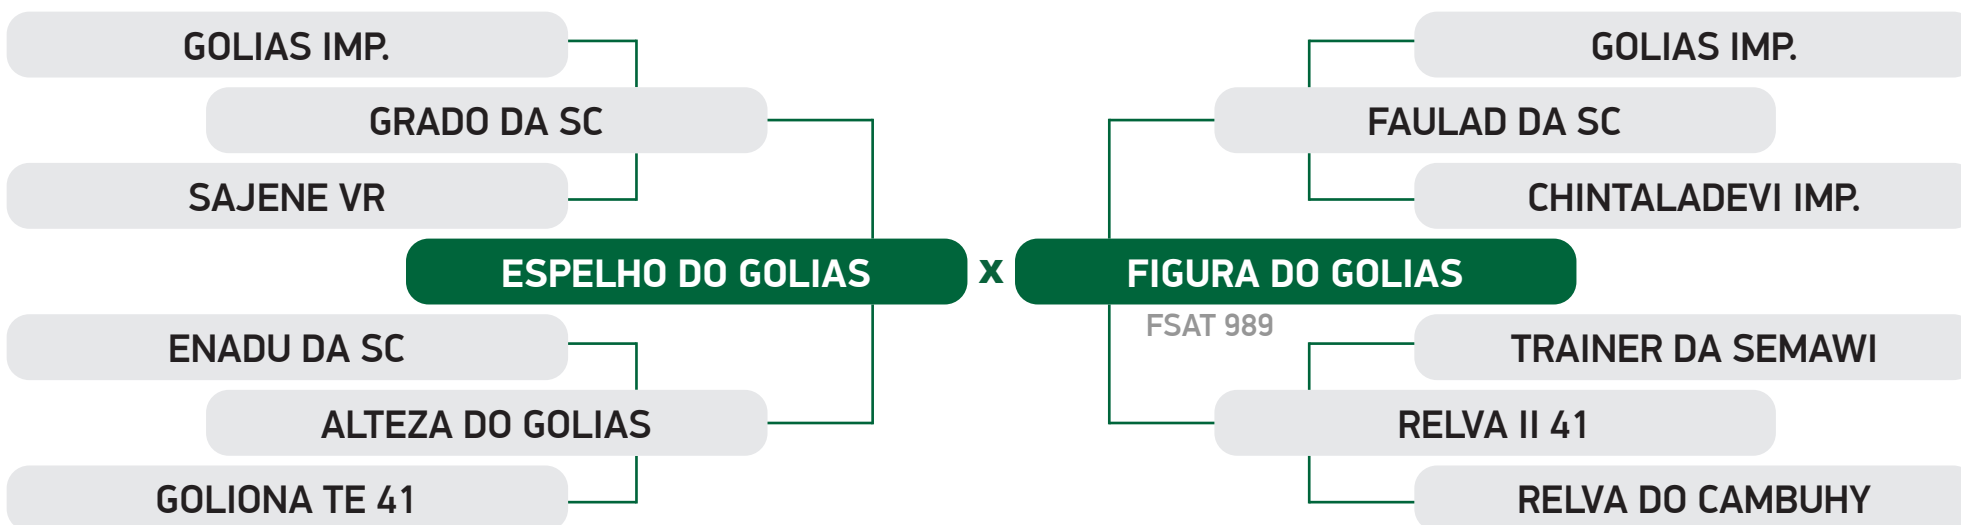 GOLIAS IMP.
GRADO DA SC
SAJENE VR
ESPELHO DO GOLIAS
ENADU DA SC
ALTEZA DO GOLIAS
GOLIONA TE 41
x
GOLIAS IMP.
FAULAD DA SC
CHINTALADEVI IMP.
FIGURA DO GOLIAS
FSAT 989
TRAINER DA SEMAWI
RELVA II 41
RELVA DO CAMBUHY